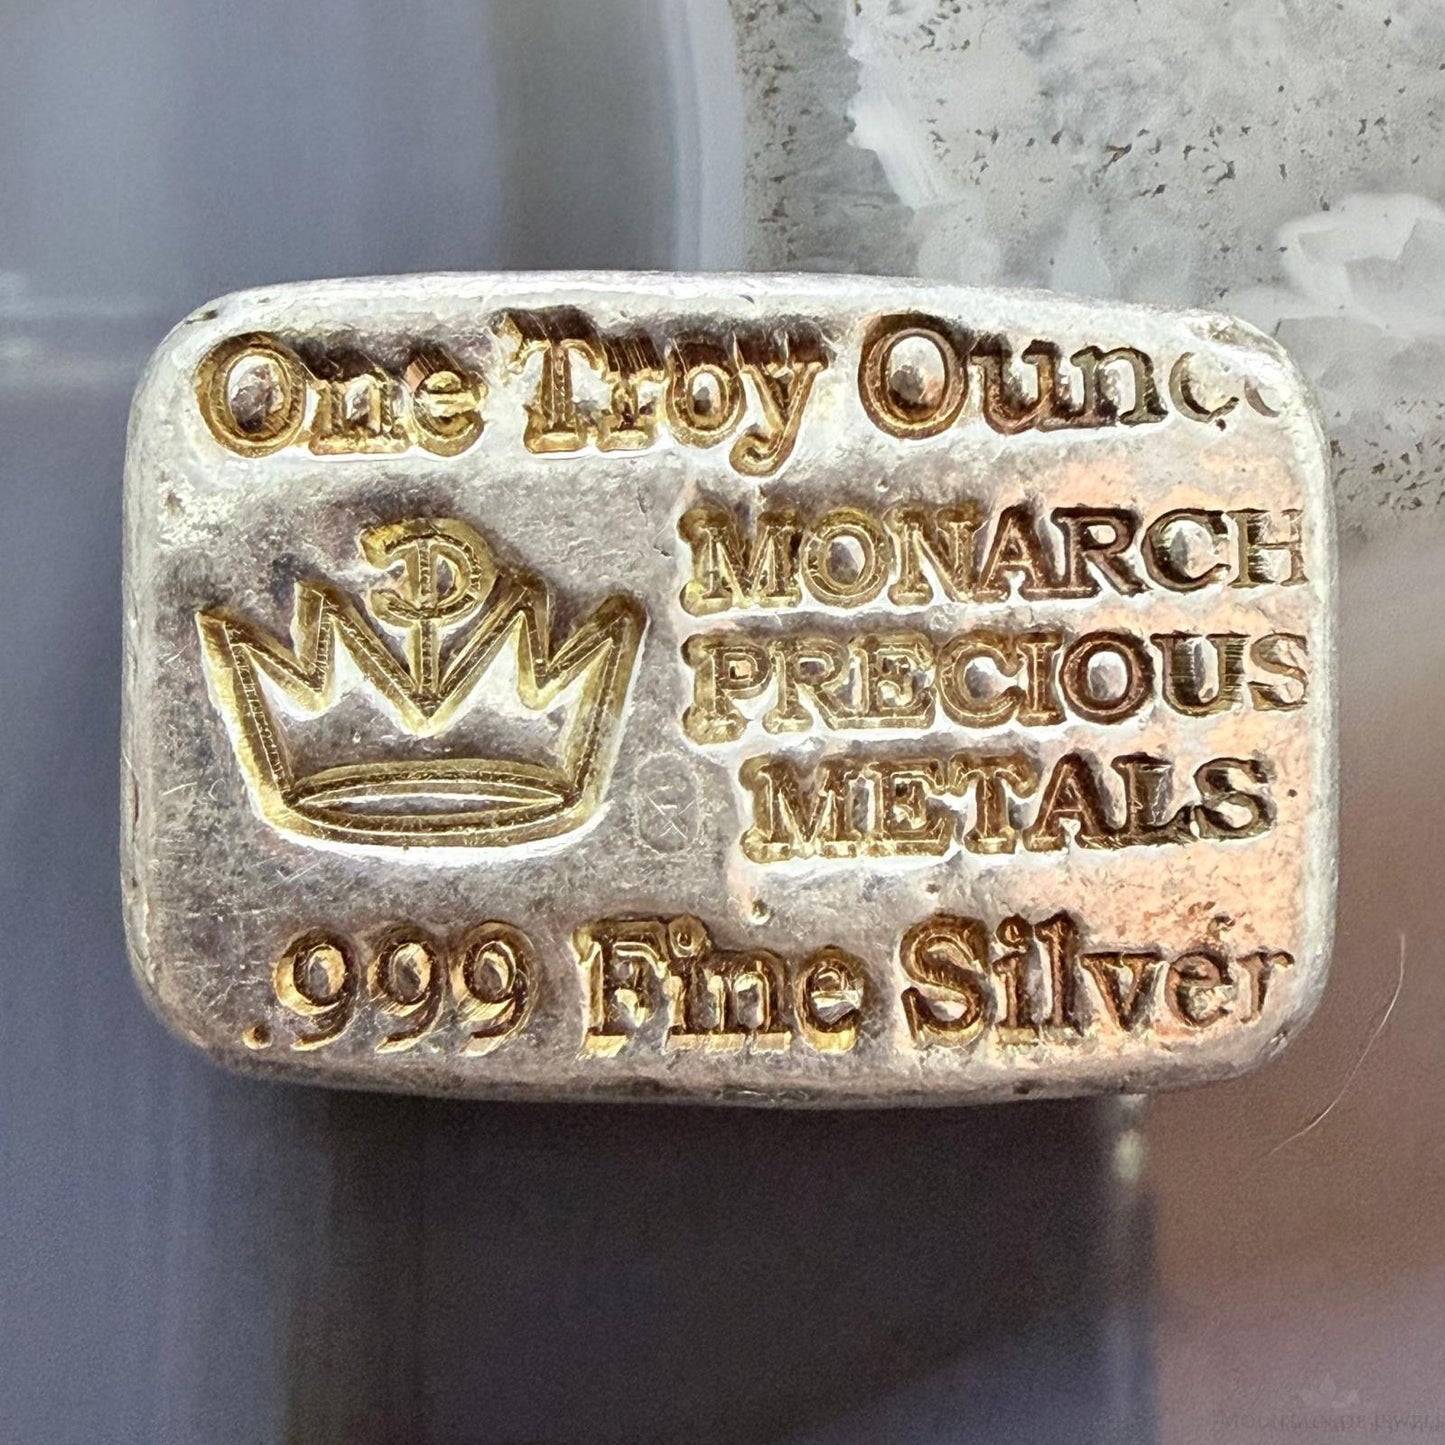 One Troy Ounce
MONARCH
PRECIOUS
METALS
.999 Fine Silver